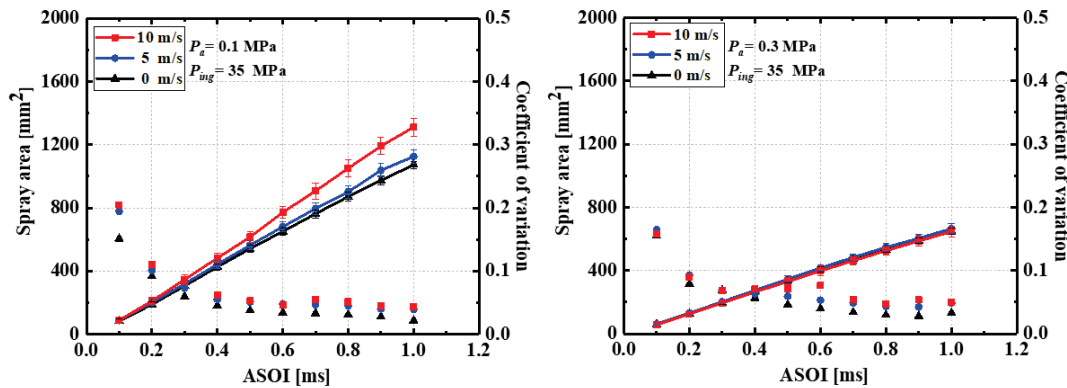 2000
1600
1200
800
400
0
Spray area [mm²]
10 m/s
5 m/s
0 m/s
Pₐ = 0.1 MPa
P_ing = 35 MPa
0.5
0.4
0.3
0.2
0.1
0.0
Coefficient of variation
0.0 0.2 0.4 0.6 0.8 1.0 1.2
ASOI [ms]
2000
1600
1200
800
400
0
Spray area [mm²]
10 m/s
5 m/s
0 m/s
Pₐ = 0.3 MPa
P_ing = 35 MPa
0.5
0.4
0.3
0.2
0.1
0.0
Coefficient of variation
0.0 0.2 0.4 0.6 0.8 1.0 1.2
ASOI [ms]